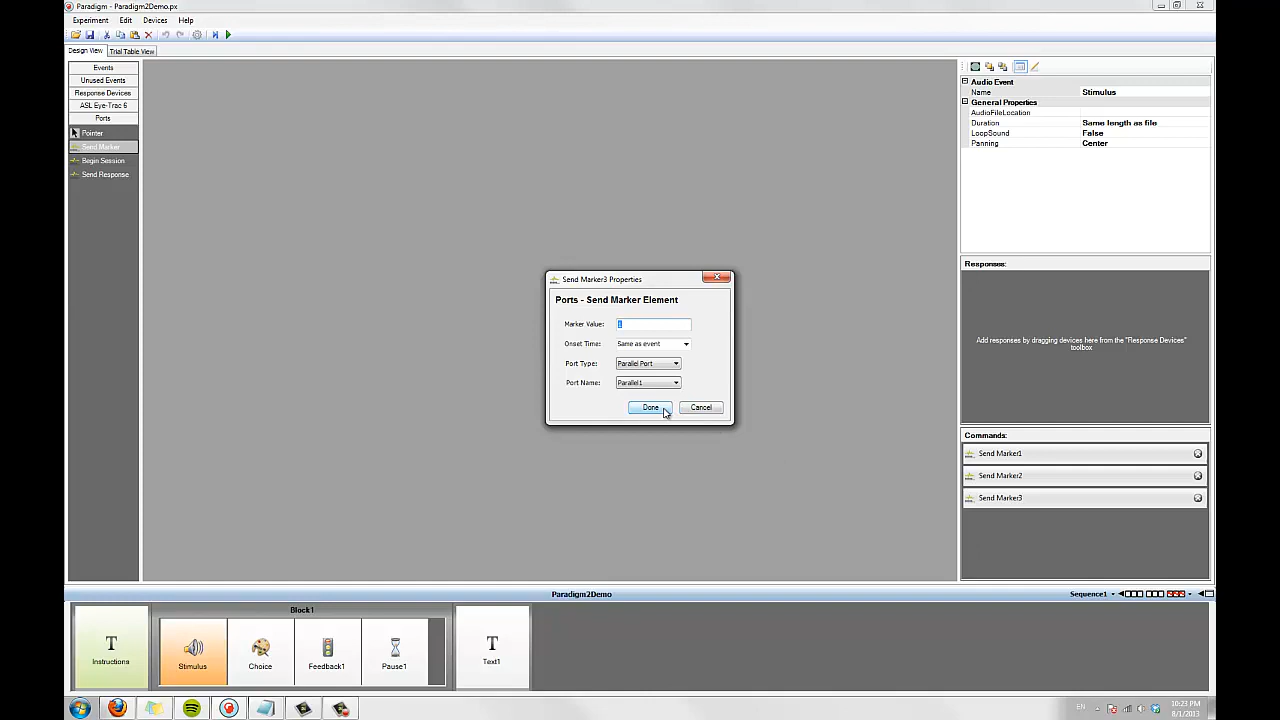 Paradigm - Paradigm2Demo.px
Experiment Edit Devices Help
Design View Trial Table View
Events
Unused Events
Response Devices
ASL Eye-Trac 6
Ports
Pointer
Send Marker
Begin Session
Send Response
Audio Event
Name Stimulus
General Properties
AudioFileLocation
Duration Same length as file
LoopSound False
Panning Center
Responses:
Add responses by dragging devices here from the "Response Devices"
toolbox
Commands:
Send Marker1
Send Marker2
Send Marker3
Send Marker3 Properties
Ports - Send Marker Element
Marker Value: 1
Onset Time: Same as event
Port Type: Parallel Port
Port Name: Parallel1
Done Cancel
Paradigm2Demo
Sequence1
Block1
T
Instructions
Stimulus
Choice
Feedback1
Pause1
T
Text1
EN
10:23 PM
8/1/2013